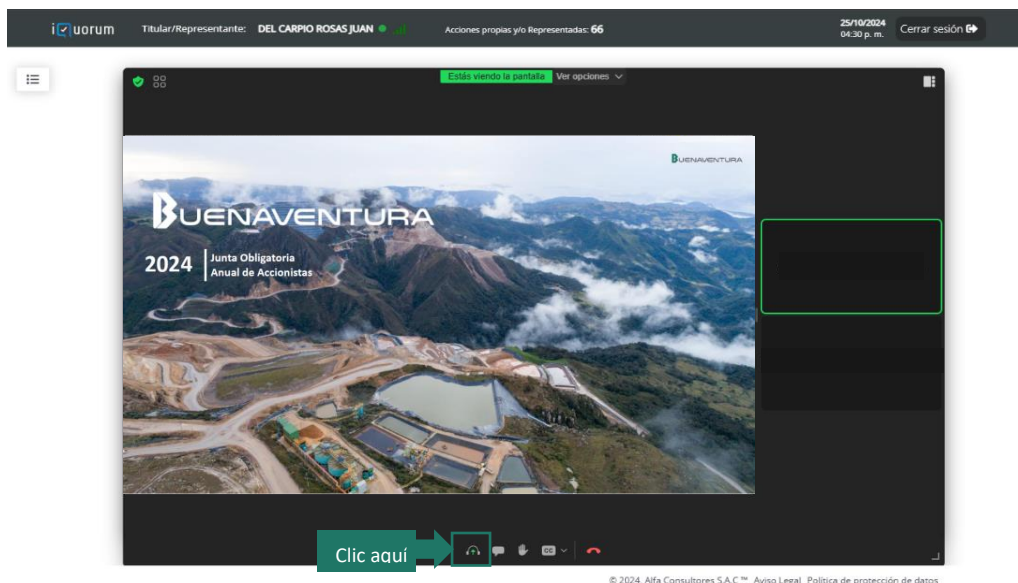 iQuorum Titular/Representante: DEL CARPIO ROSAS JUAN Acciones propias y/o Representadas: 66 25/10/2024 Cerrar sesión
04:30 p. m.
Estás viendo la pantalla Ver opciones
BUENAVENTURA
BUENAVENTURA
2024 Junta Obligatoria
Anual de Accionistas
Clic aquí
CC
© 2024, Alfa Consultores S.A.C ™ Aviso Legal Política de protección de datos